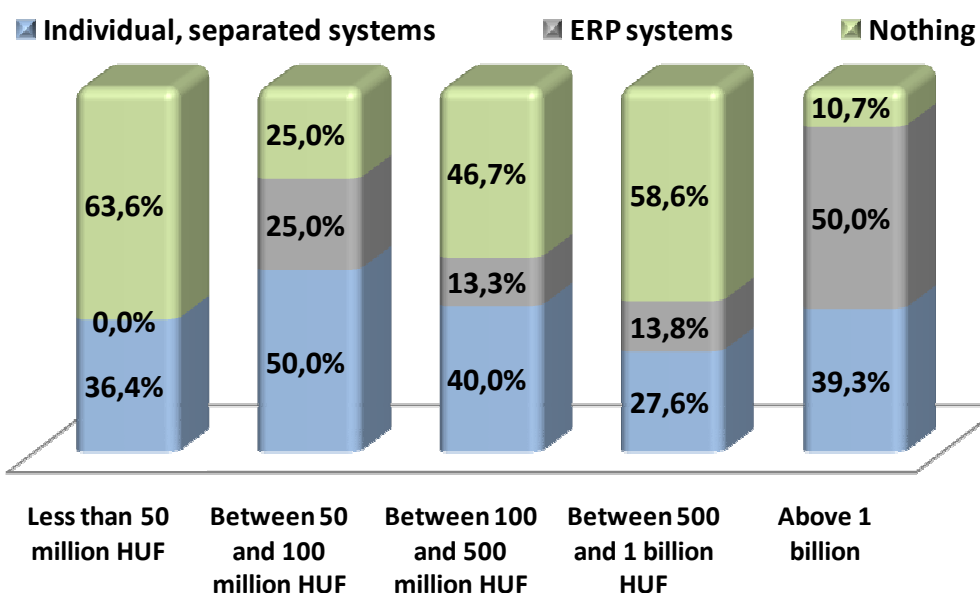 Individual, separated systems ERP systems Nothing
63,6% 25,0% 46,7% 58,6% 10,7%
0,0% 25,0% 13,3% 13,8% 50,0%
36,4% 50,0% 40,0% 27,6% 39,3%
Less than 50 Between 50 Between 100 Between 500 Above 1
million HUF and 100 and 500 and 1 billion billion
million HUF million HUF HUF